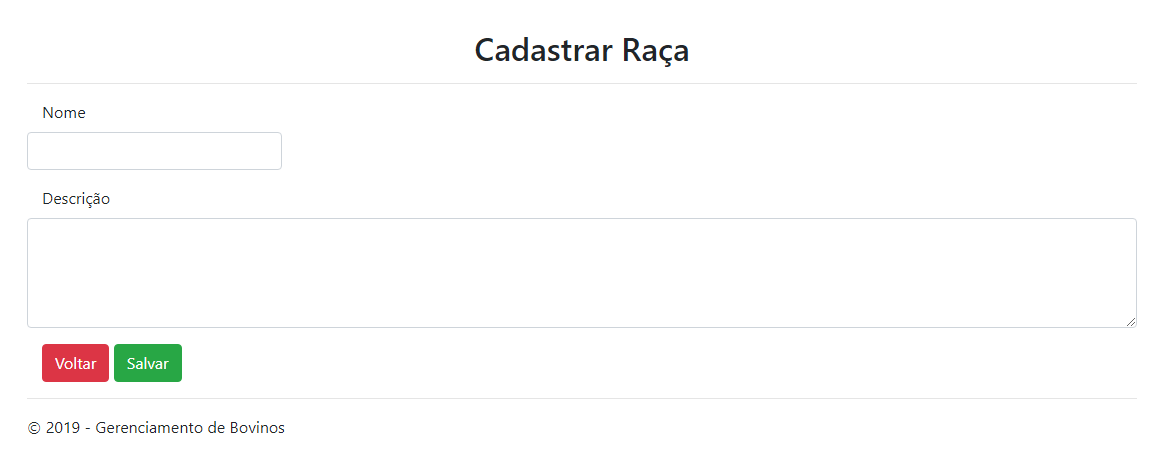 Cadastrar Raça
Nome
Descrição
Voltar Salvar
© 2019 - Gerenciamento de Bovinos